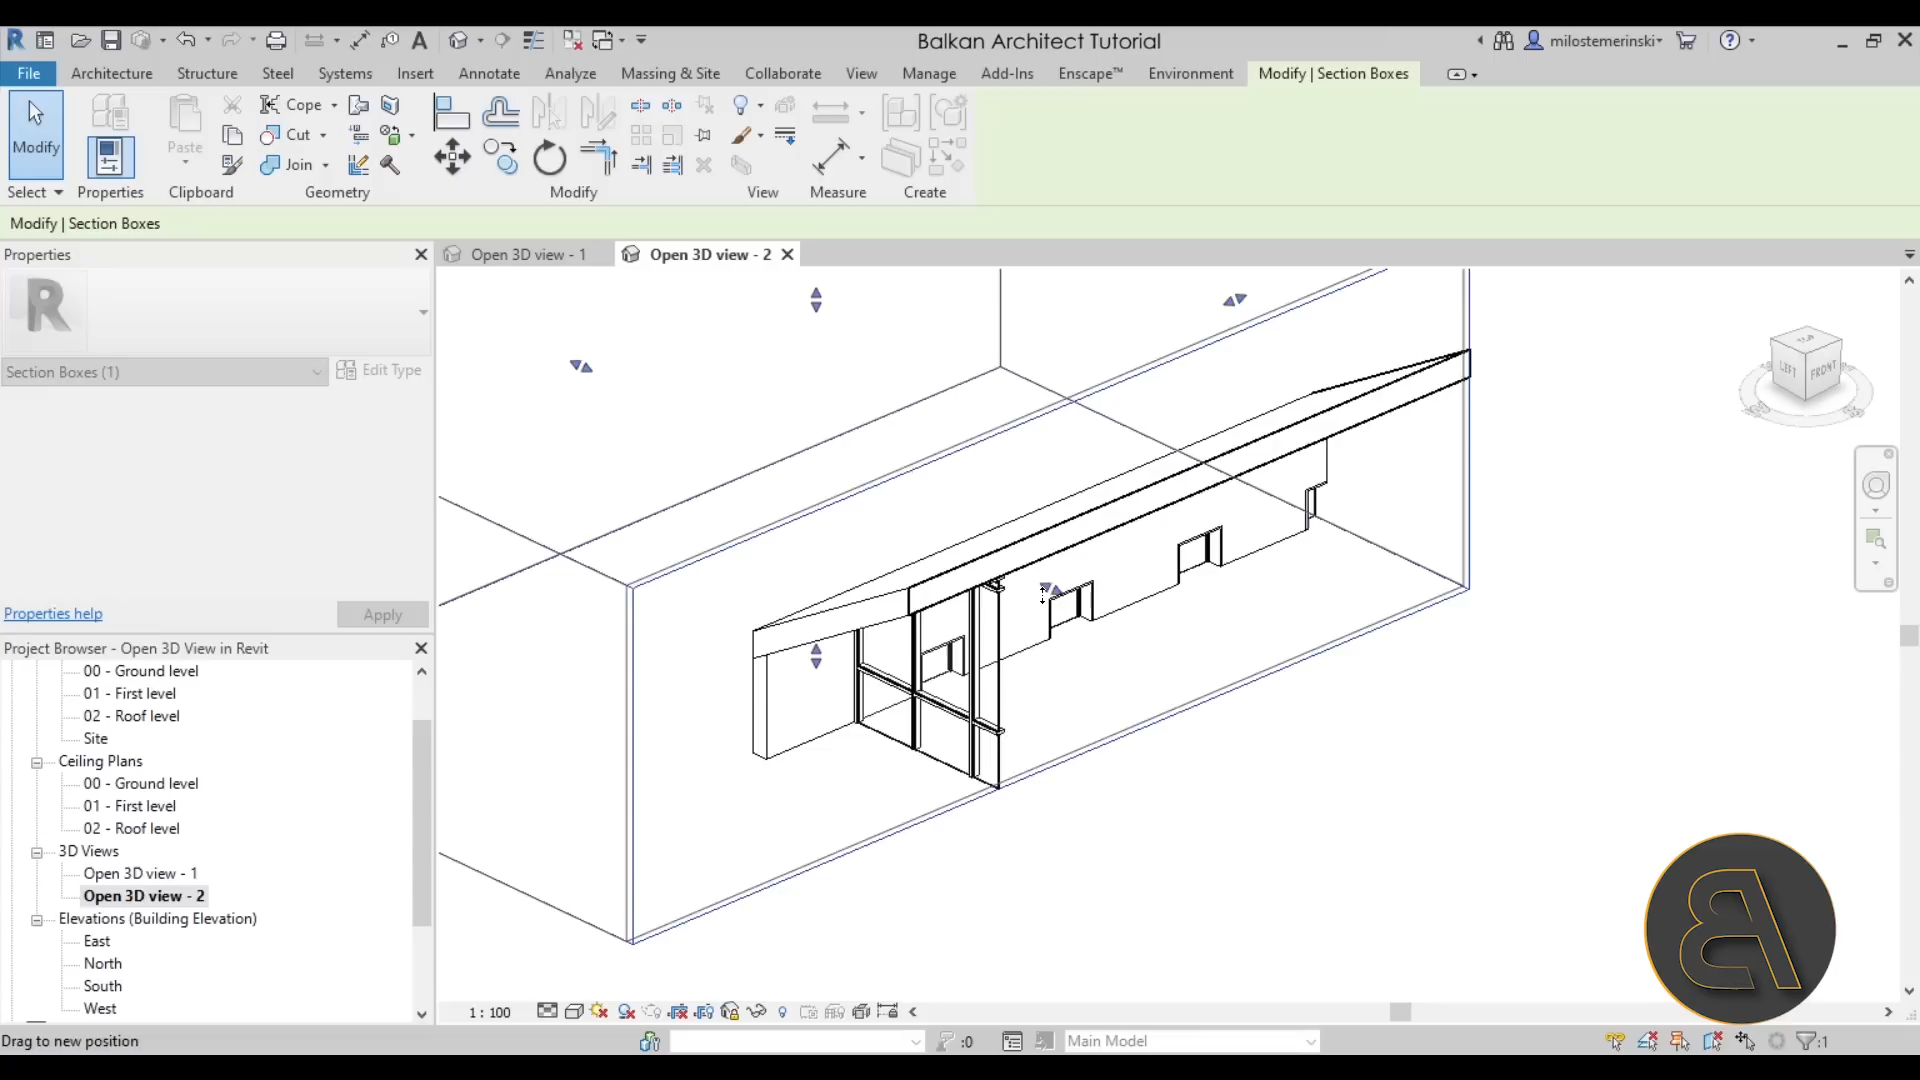 Balkan Architect Tutorial
milostemerinski
File Architecture Structure Steel Systems Insert Annotate Analyze Massing & Site Collaborate View Manage Add-Ins Enscape™ Environment Modify | Section Boxes
Modify
Paste
Cope
Cut
Join
Select Properties Clipboard Geometry Modify View Measure Create
Modify | Section Boxes
Properties
Open 3D view - 1
Open 3D view - 2
Section Boxes (1)
Edit Type
TOP
LEFT
FRONT
Properties help
Apply
Project Browser - Open 3D View in Revit
00 - Ground level
01 - First level
02 - Roof level
Site
Ceiling Plans
00 - Ground level
01 - First level
02 - Roof level
3D Views
Open 3D view - 1
Open 3D view - 2
Elevations (Building Elevation)
East
North
South
West
1 : 100
Drag to new position
:0
Main Model
:1